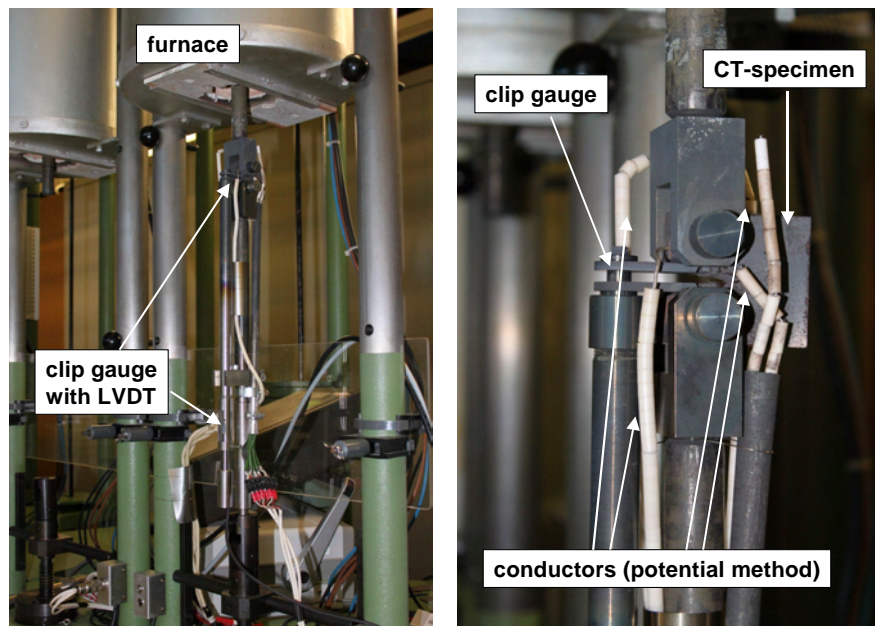 furnace
clip gauge
with LVDT
clip gauge
CT-specimen
conductors (potential method)